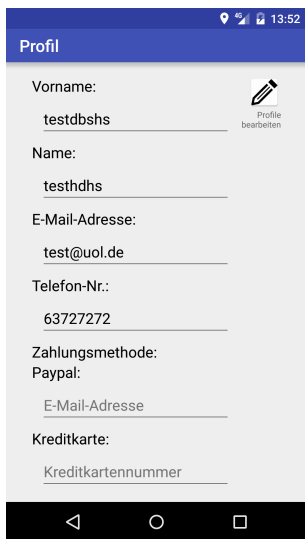 4G 13:52
Profil
Vorname:
Profile
bearbeiten
testdbshs
Name:
testhdhs
E-Mail-Adresse:
test@uol.de
Telefon-Nr.:
63727272
Zahlungsmethode:
Paypal:
E-Mail-Adresse
Kreditkarte:
Kreditkartennummer